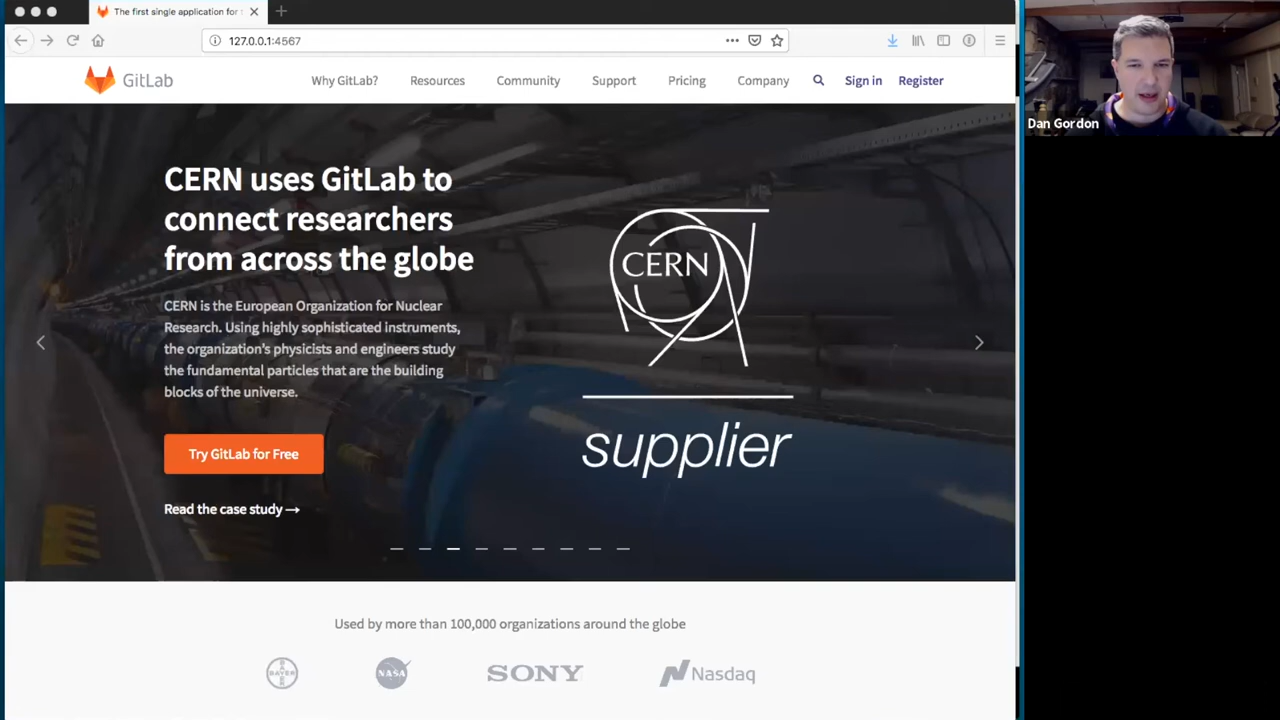 The first single application for t
127.0.0.1:4567
GitLab
Why GitLab?
Resources
Community
Support
Pricing
Company
Sign in
Register
Dan Gordon
CERN uses GitLab to
connect researchers
from across the globe
CERN is the European Organization for Nuclear
Research. Using highly sophisticated instruments,
the organization's physicists and engineers study
the fundamental particles that are the building
blocks of the universe.
Try GitLab for Free
Read the case study →
CERN
supplier
Used by more than 100,000 organizations around the globe
BAYER
NASA
SONY
Nasdaq